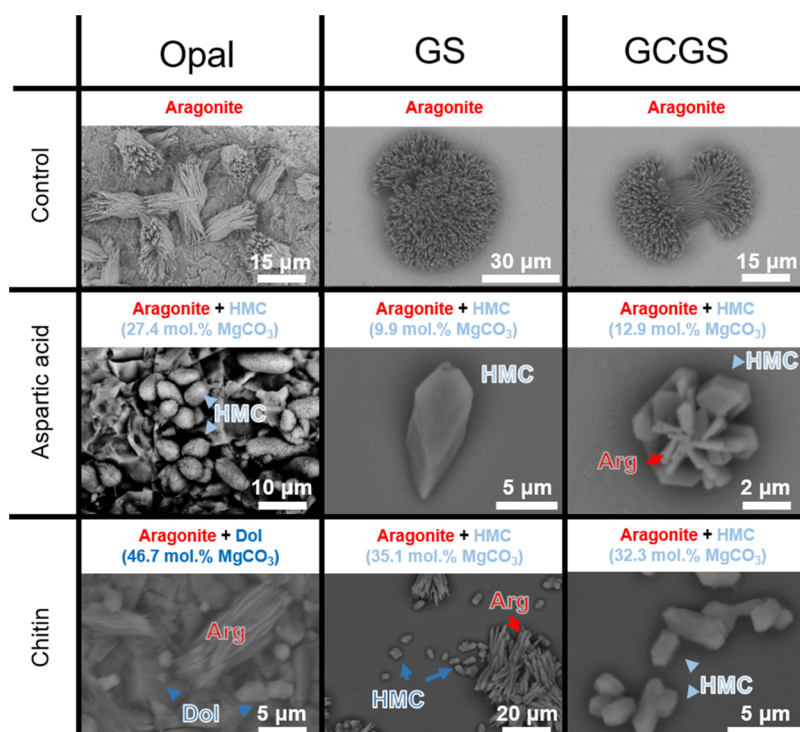 Opal
GS
GCGS
Control
Aragonite
Aragonite
Aragonite
15 µm
30 µm
15 µm
Aspartic acid
Aragonite + HMC
(27.4 mol.% MgCO₃)
Aragonite + HMC
(9.9 mol.% MgCO₃)
Aragonite + HMC
(12.9 mol.% MgCO₃)
HMC
10 µm
HMC
5 µm
HMC
Arg
2 µm
Chitin
Aragonite + Dol
(46.7 mol.% MgCO₃)
Aragonite + HMC
(35.1 mol.% MgCO₃)
Aragonite + HMC
(32.3 mol.% MgCO₃)
Arg
Dol
5 µm
Arg
HMC
20 µm
HMC
5 µm